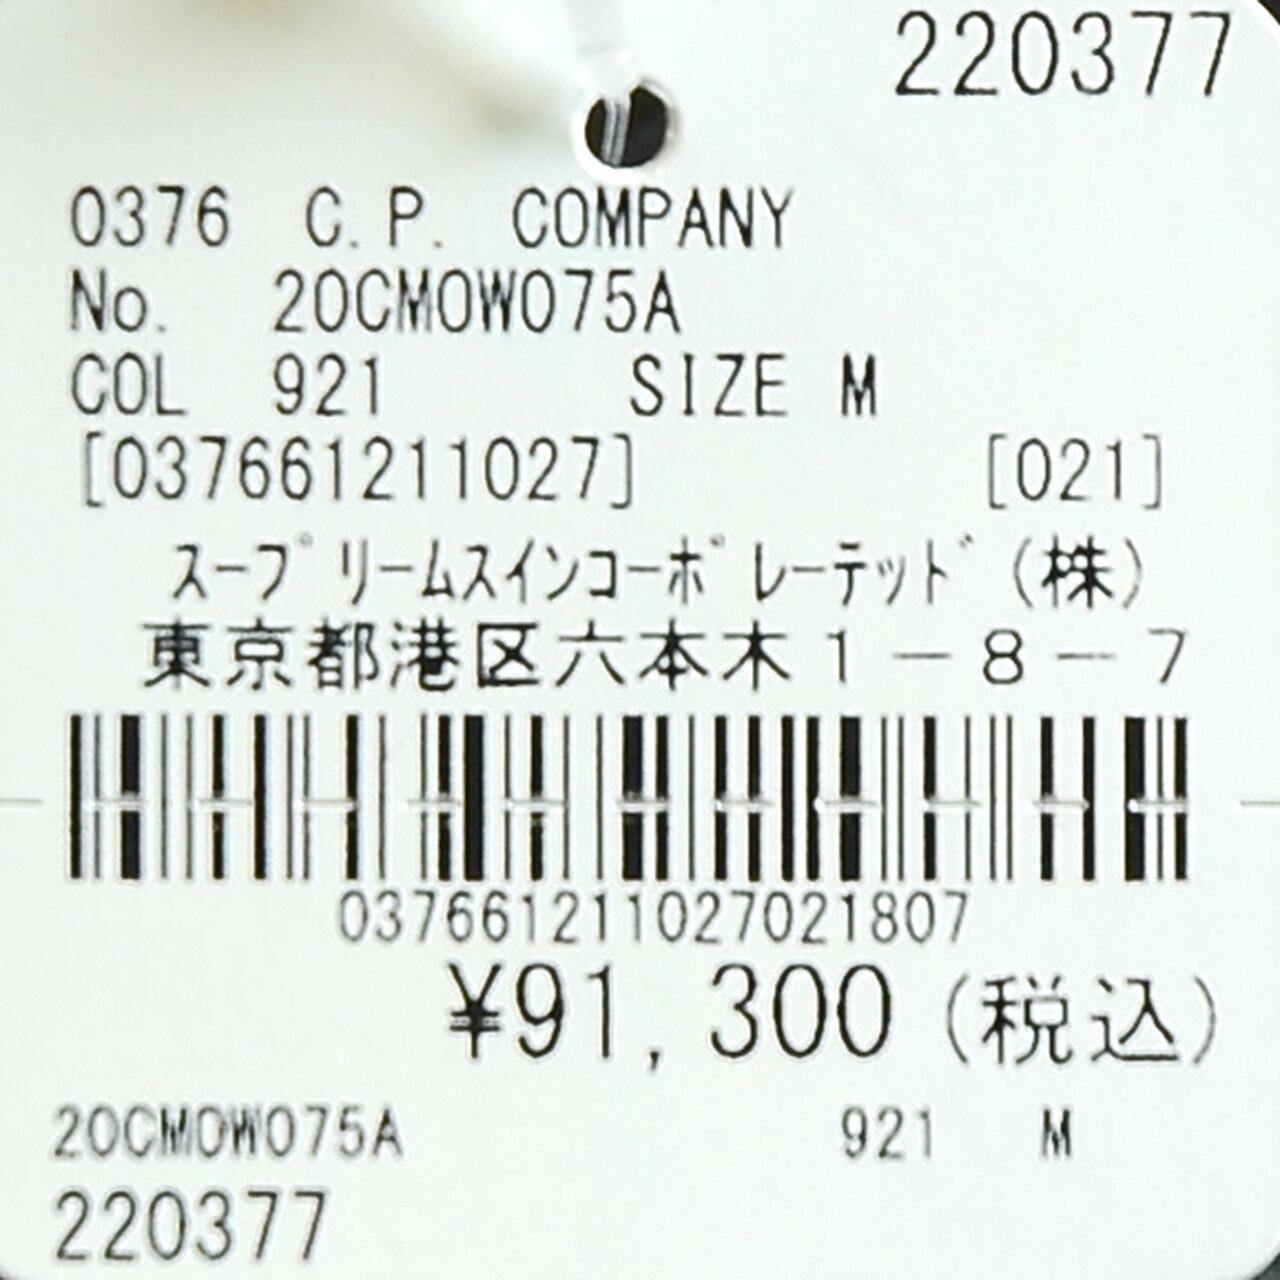 220377
0376 C.P. COMPANY
No. 20CMOW075A
COL 921 SIZE M
[037661211027] [021]
スープリームスインコーポレーテッド(株)
東京都港区六本木1-8-7
037661211027021807
¥91,300(税込)
20CMOW075A 921 M
220377